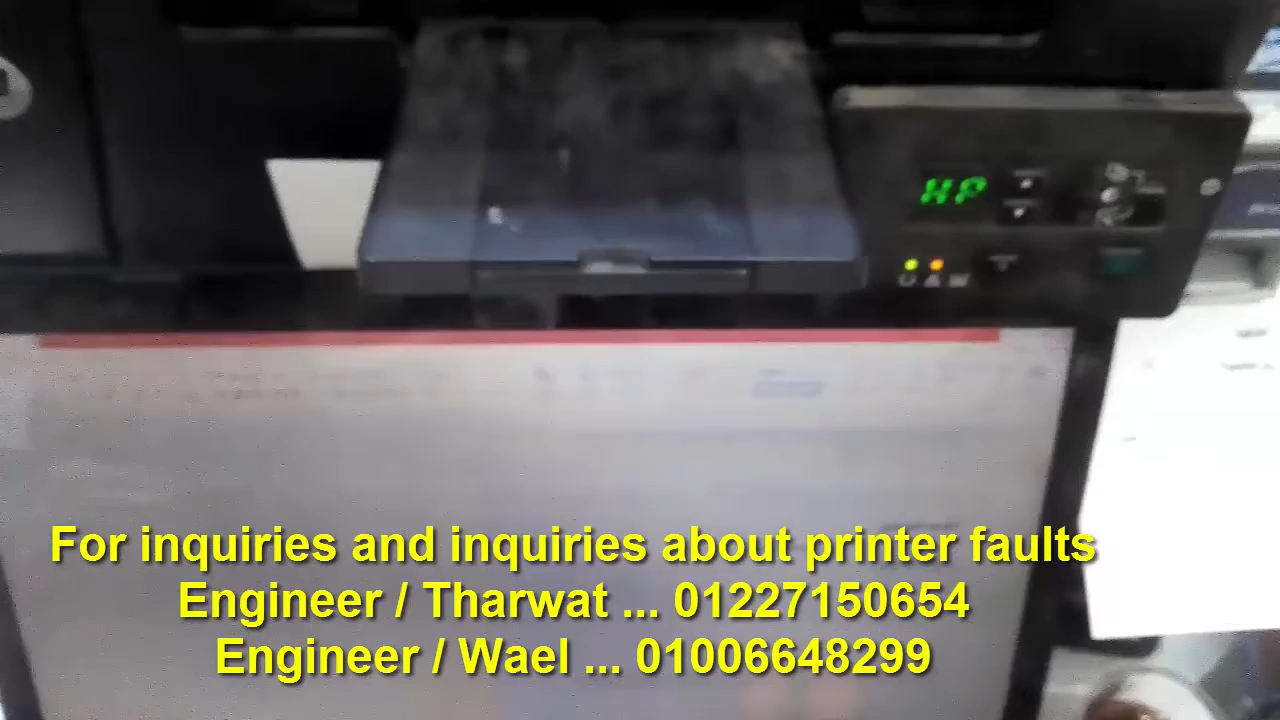 HP
For inquiries and inquiries about printer faults
Engineer / Tharwat ... 01227150654
Engineer / Wael ... 01006648299